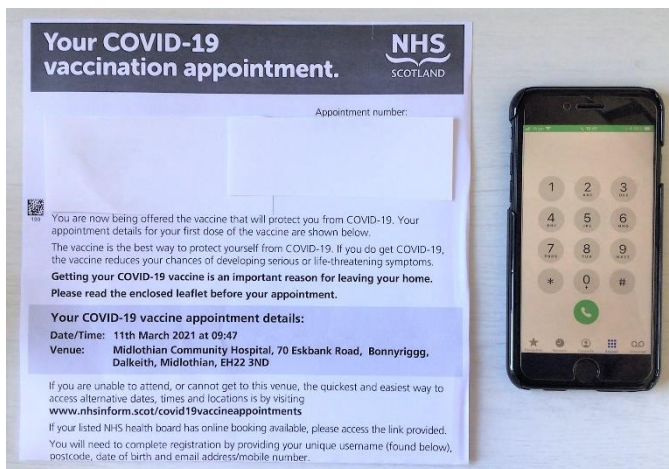 Your COVID-19
vaccination appointment.
NHS
SCOTLAND
Appointment number:
You are now being offered the vaccine that will protect you from COVID-19. Your
appointment details for your first dose of the vaccine are shown below.
The vaccine is the best way to protect yourself from COVID-19. If you do get COVID-19,
the vaccine reduces your chances of developing serious or life-threatening symptoms.
Getting your COVID-19 vaccine is an important reason for leaving your home.
Please read the enclosed leaflet before your appointment.
Your COVID-19 vaccine appointment details:
Date/Time: 11th March 2021 at 09:47
Venue: Midlothian Community Hospital, 70 Eskbank Road, Bonnyriggg,
Dalkeith, Midlothian, EH22 3ND
If you are unable to attend, or cannot get to this venue, the quickest and easiest way to
access alternative dates, times and locations is by visiting
www.nhsinform.scot/covid19vaccineappointments
If your listed NHS health board has online booking available, please access the link provided.
You will need to complete registration by providing your unique username (found below),
postcode, date of birth and email address/mobile number.
1 2 3
4 5 6
7 8 9
* 0 #